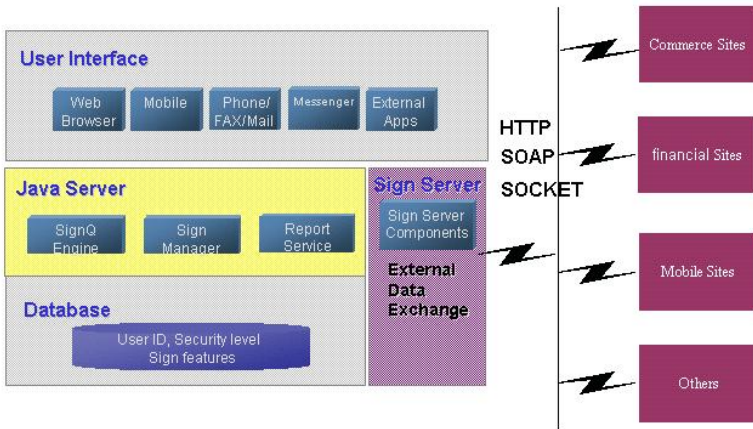 User Interface
Web
Browser
Mobile
Phone/
FAX/Mail
Messenger
External
Apps
Java Server
SignQ
Engine
Sign
Manager
Report
Service
Sign Server
Sign Server
Components
External
Data
Exchange
Database
User ID, Security level
Sign features
HTTP
SOAP
SOCKET
Commerce Sites
financial Sites
Mobile Sites
Others